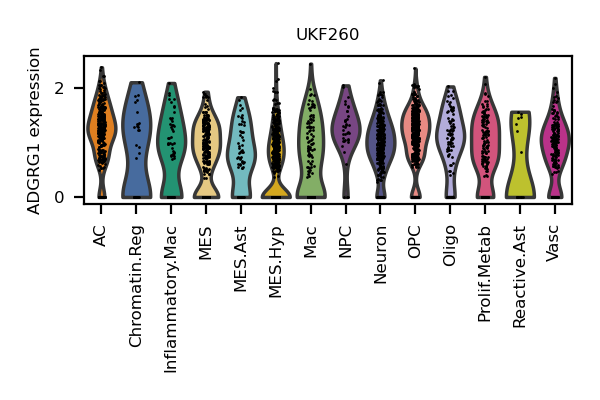 UKF260
ADGRG1 expression
2
0
AC
Chromatin.Reg
Inflammatory.Mac
MES
MES.Ast
MES.Hyp
Mac
NPC
Neuron
OPC
Oligo
Prolif.Metab
Reactive.Ast
Vasc